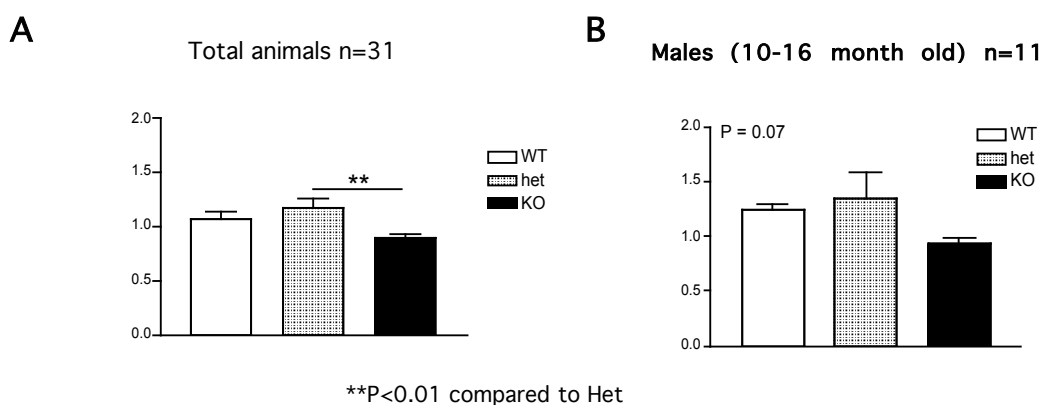 A
Total animals n=31
2.0
1.5
1.0
0.5
0.0
**
WT
het
KO
B
Males (10-16 month old) n=11
2.0
1.5
1.0
0.5
0.0
P = 0.07
WT
het
KO
**P<0.01 compared to Het